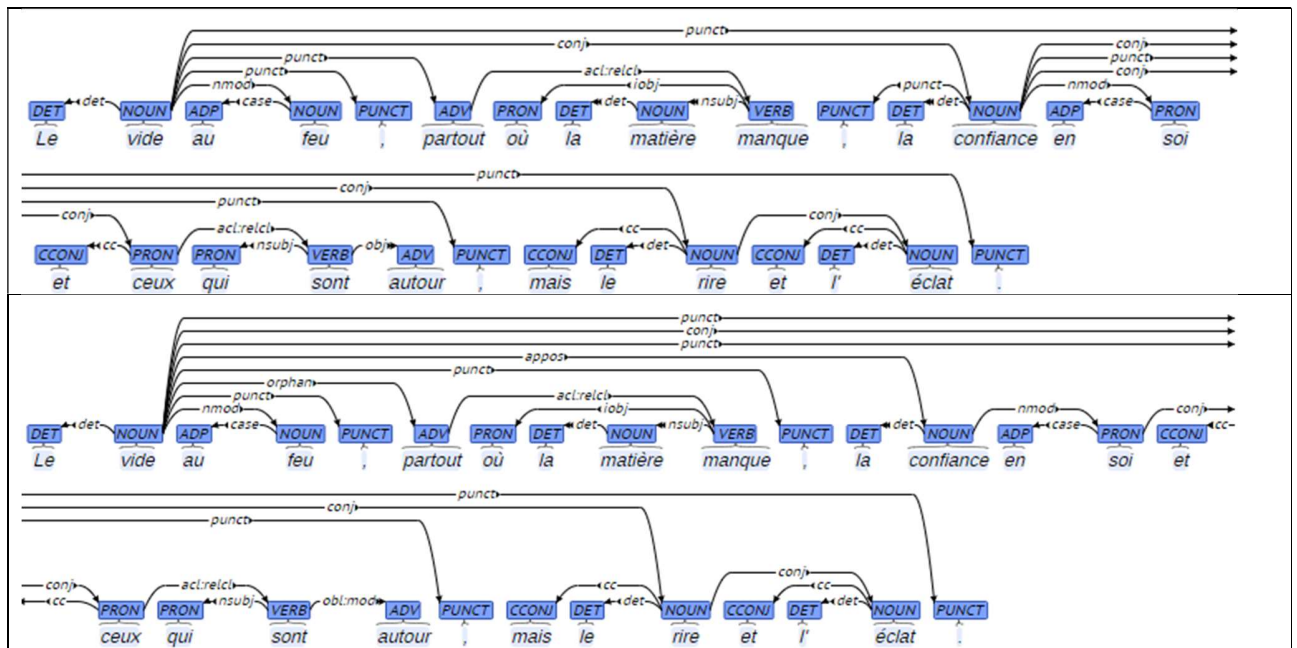 punct
conj
conj
punct
punct
punct
acl:relcl
conj
nmod
iobj
punct
nmod
det
case
det
nsubj
det
case
DET NOUN ADP NOUN PUNCT ADV PRON DET NOUN VERB PUNCT DET NOUN ADP PRON
Le vide au feu , partout où la matière manque , la confiance en soi
punct
conj
punct
conj
acl:relcl
cc
conj
cc
cc
nsubj
obj
det
det
CCONJ PRON PRON VERB ADV PUNCT CCONJ DET NOUN CCONJ DET NOUN PUNCT
et ceux qui sont autour , mais le rire et l' éclat .
punct
conj
punct
appos
punct
orphan
acl:relcl
punct
nmod
iobj
nmod
conj
det
case
det
nsubj
det
case
cc
DET NOUN ADP NOUN PUNCT ADV PRON DET NOUN VERB PUNCT DET NOUN ADP PRON CCONJ
Le vide au feu , partout où la matière manque , la confiance en soi et
punct
conj
punct
conj
acl:relcl
cc
conj
cc
cc
nsubj
obl:mod
det
det
PRON PRON VERB ADV PUNCT CCONJ DET NOUN CCONJ DET NOUN PUNCT
ceux qui sont autour , mais le rire et l' éclat .